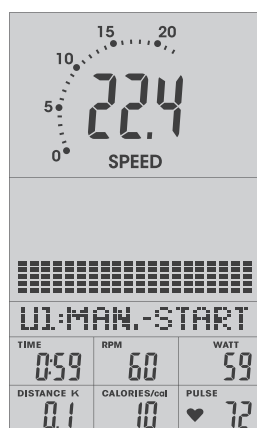 15 20
10
5
0
22.4
SPEED
U1:MAN.-START
TIME RPM WATT
0:59 60 59
DISTANCE K CALORIES/cal PULSE
0.1 10 72